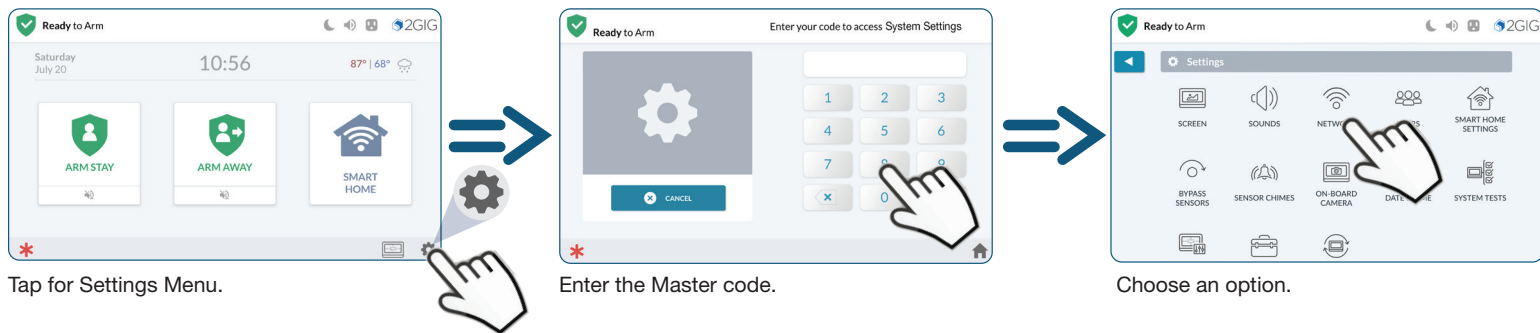 Ready to Arm
2GIG
Saturday
July 20
10:56
87° | 68°
ARM STAY
ARM AWAY
SMART
HOME
Tap for Settings Menu.
Ready to Arm
Enter your code to access System Settings
1 2 3
4 5 6
7
0
CANCEL
Enter the Master code.
Ready to Arm
2GIG
Settings
SCREEN
SOUNDS
SMART HOME
SETTINGS
BYPASS
SENSORS
SENSOR CHIMES
ON-BOARD
CAMERA
SYSTEM TESTS
Choose an option.